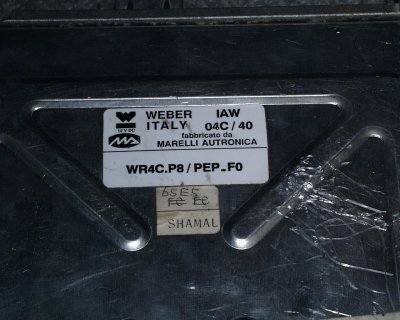 WEBER IAW
ITALY 04C/40
12 V DC
fabbricato da
MARELLI AUTRONICA
WR4C.P8/PEP_F0
65E5
SHAMAL